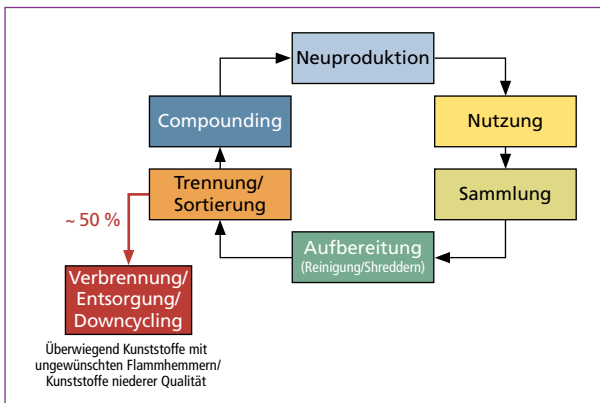 Neuproduktion
Nutzung
Sammlung
Aufbereitung
(Reinigung/Shreddern)
Trennung/
Sortierung
Compounding
~ 50 %
Verbrennung/
Entsorgung/
Downcycling
Überwiegend Kunststoffe mit
ungewünschten Flammhemmern/
Kunststoffe niederer Qualität